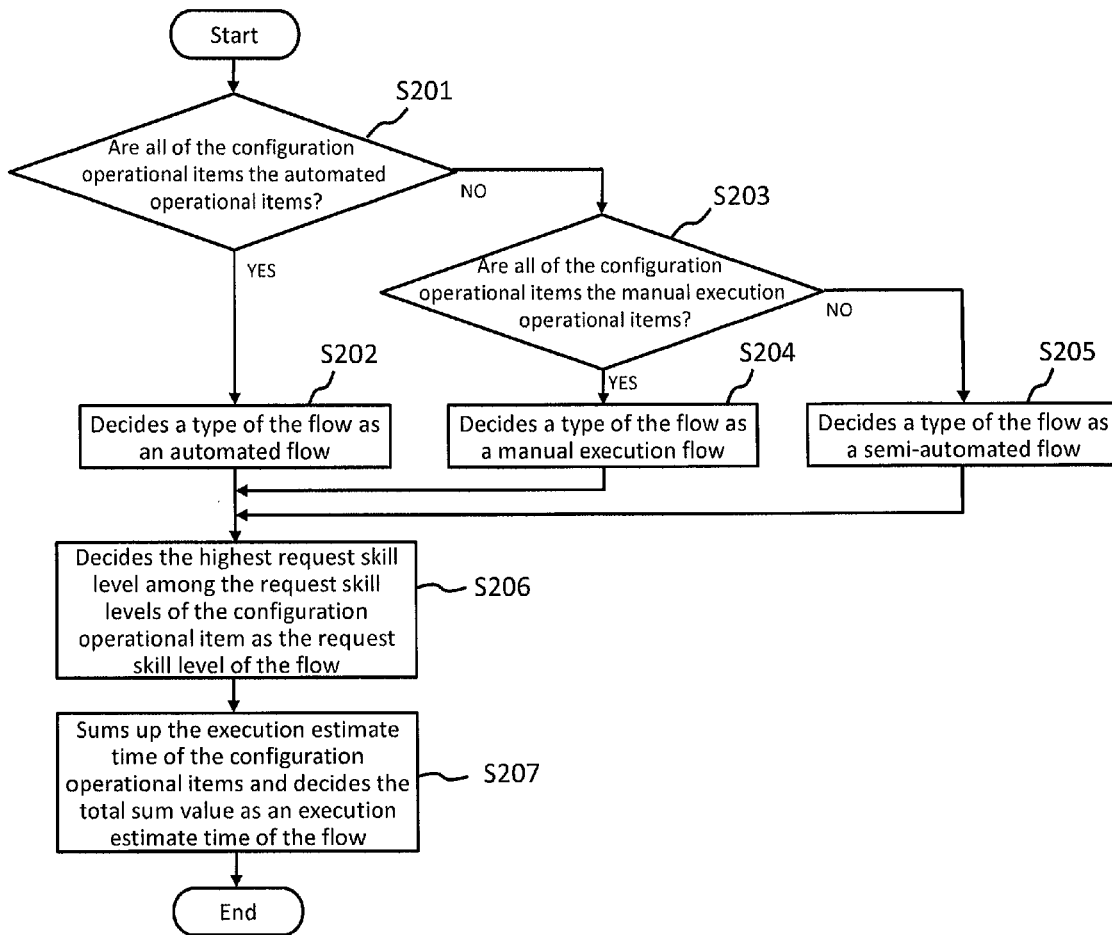 Start
S201
Are all of the configuration
operational items the automated
operational items?
NO
YES
S203
Are all of the configuration
operational items the manual execution
operational items?
NO
YES
S202
Decides a type of the flow as
an automated flow
S204
Decides a type of the flow as
a manual execution flow
S205
Decides a type of the flow as
a semi-automated flow
Decides the highest request skill
level among the request skill
levels of the configuration
operational item as the request
skill level of the flow
S206
Sums up the execution estimate
time of the configuration
operational items and decides the
total sum value as an execution
estimate time of the flow
S207
End